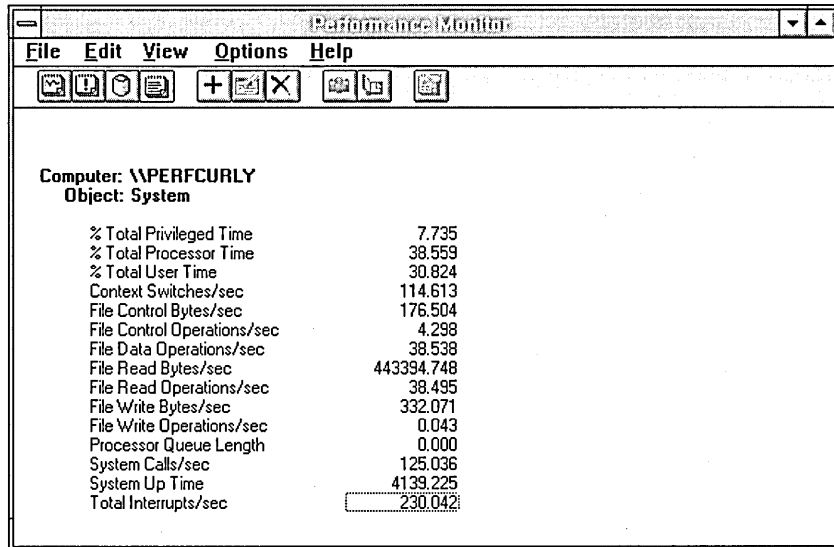 Performance Monitor
File Edit View Options Help
Computer: \\PERFCURLY
Object: System
% Total Privileged Time 7.735
% Total Processor Time 38.559
% Total User Time 30.824
Context Switches/sec 114.613
File Control Bytes/sec 176.504
File Control Operations/sec 4.298
File Data Operations/sec 38.538
File Read Bytes/sec 443394.748
File Read Operations/sec 38.495
File Write Bytes/sec 332.071
File Write Operations/sec 0.043
Processor Queue Length 0.000
System Calls/sec 125.036
System Up Time 4139.225
Total Interrupts/sec 230.042